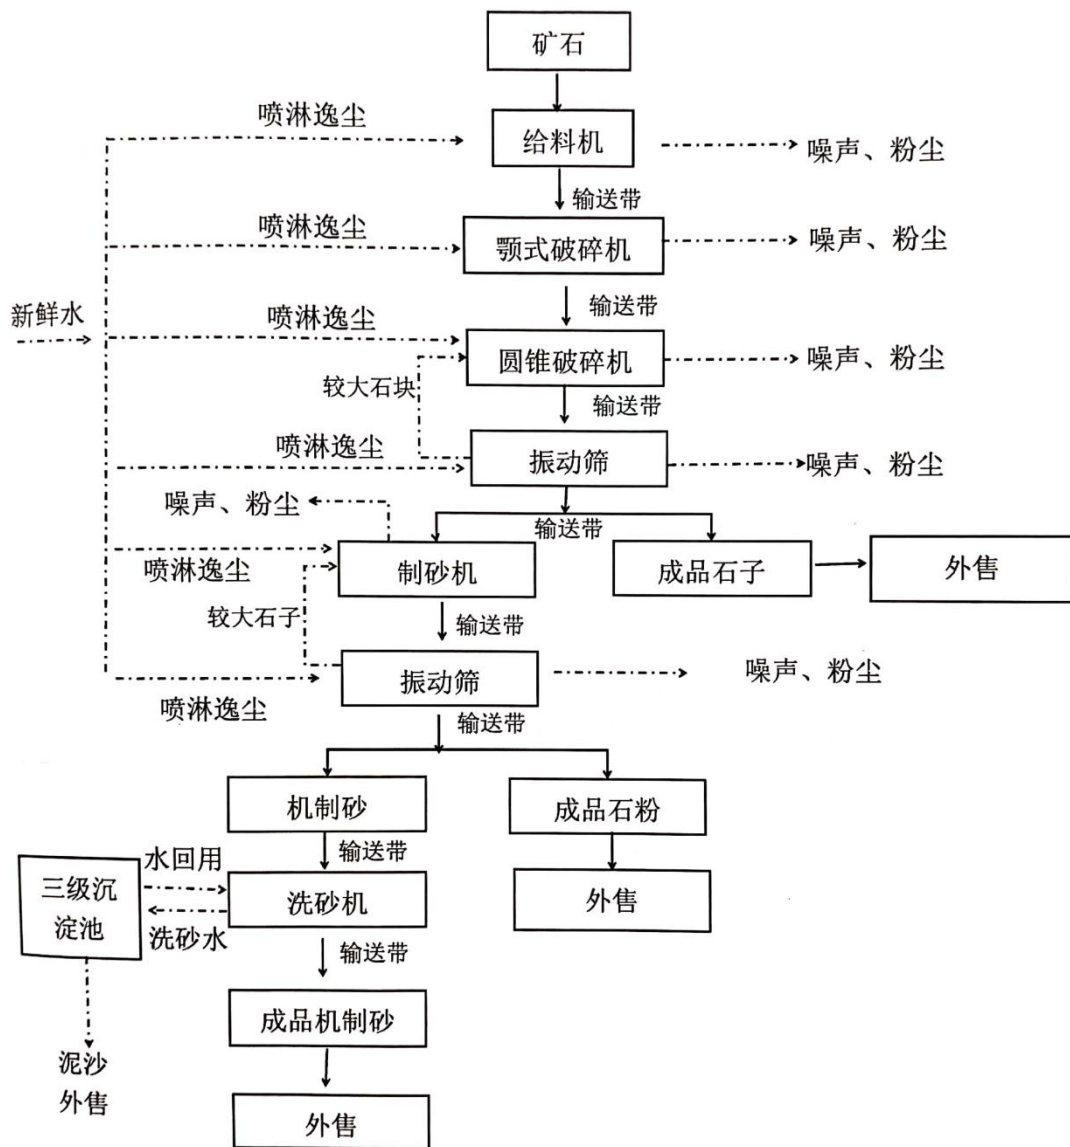 矿石
喷淋逸尘
给料机
噪声、粉尘
输送带
喷淋逸尘
颚式破碎机
噪声、粉尘
新鲜水
喷淋逸尘
输送带
圆锥破碎机
噪声、粉尘
较大石块
输送带
喷淋逸尘
振动筛
噪声、粉尘
噪声、粉尘
输送带
喷淋逸尘
制砂机
成品石子
外售
较大石子
输送带
振动筛
噪声、粉尘
喷淋逸尘
输送带
机制砂
成品石粉
水回用
输送带
三级沉
淀池
洗砂机
外售
洗砂水
输送带
成品机制砂
泥沙
外售
外售